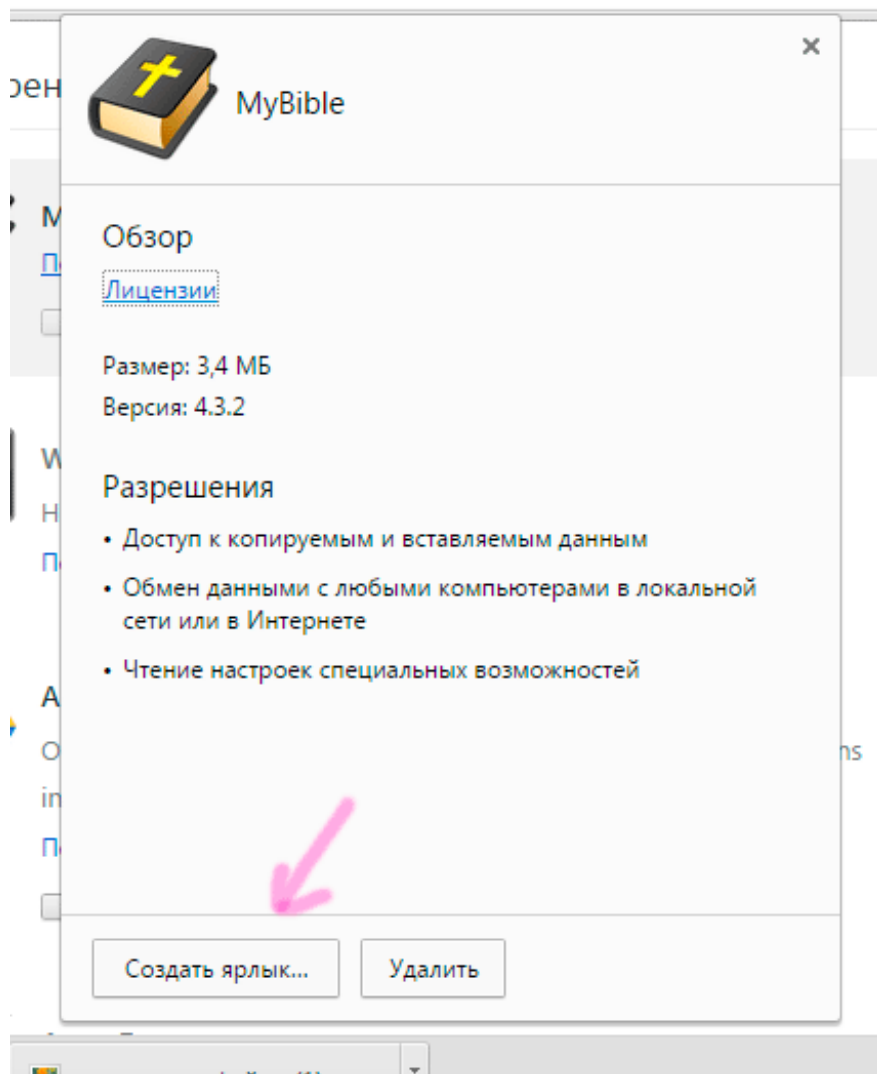 MyBible
Обзор
Лицензии
Размер: 3,4 МБ
Версия: 4.3.2
Разрешения
• Доступ к копируемым и вставляемым данным
• Обмен данными с любыми компьютерами в локальной
сети или в Интернете
• Чтение настроек специальных возможностей
Создать ярлык...
Удалить